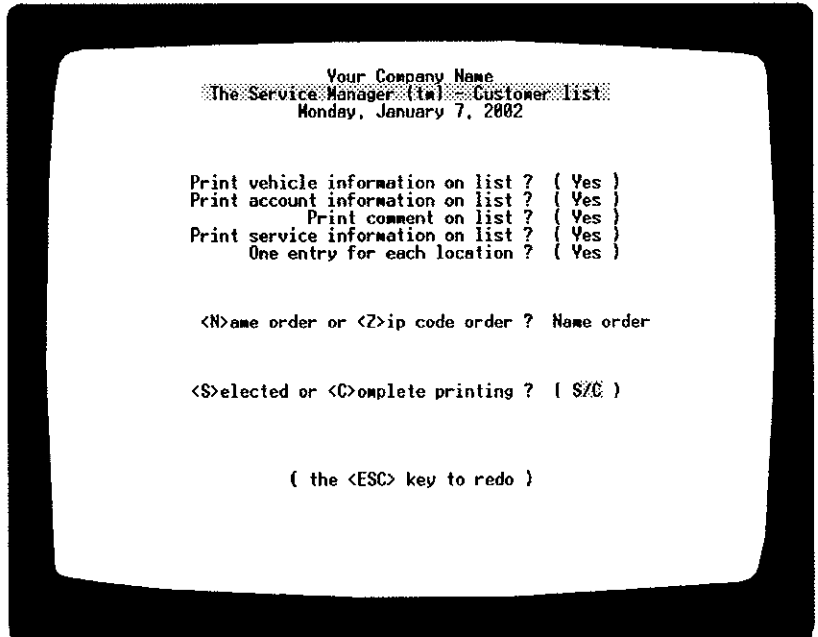 Your Company Name
The Service Manager (tm) - Customer list
Monday, January 7, 2002
Print vehicle information on list ? ( Yes )
Print account information on list ? ( Yes )
Print comment on list ? ( Yes )
Print service information on list ? ( Yes )
One entry for each location ? ( Yes )
<N>ame order or <Z>ip code order ? Name order
<S>elected or <C>omplete printing ? ( S/C )
( the <ESC> key to redo )